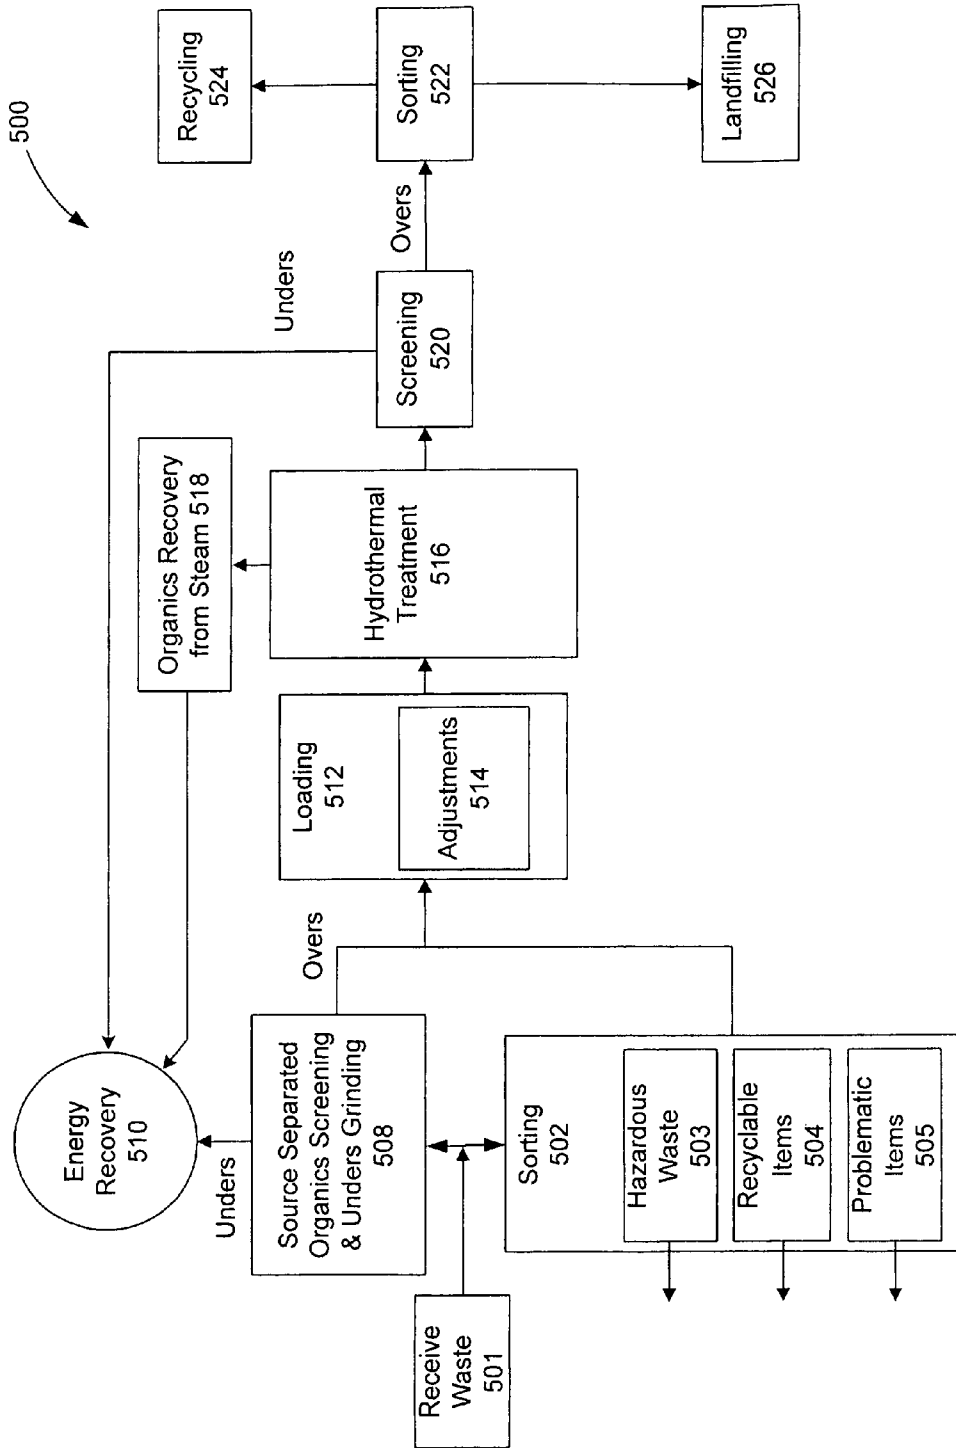 500
Receive
Waste
501
Energy
Recovery
510
Unders
Source Separated
Organics Screening
& Unders Grinding
508
Overs
Sorting
502
Hazardous
Waste
503
Recyclable
Items
504
Problematic
Items
505
Loading
512
Adjustments
514
Organics Recovery
from Steam 518
Hydrothermal
Treatment
516
Unders
Screening
520
Overs
Recycling
524
Sorting
522
Landfilling
526